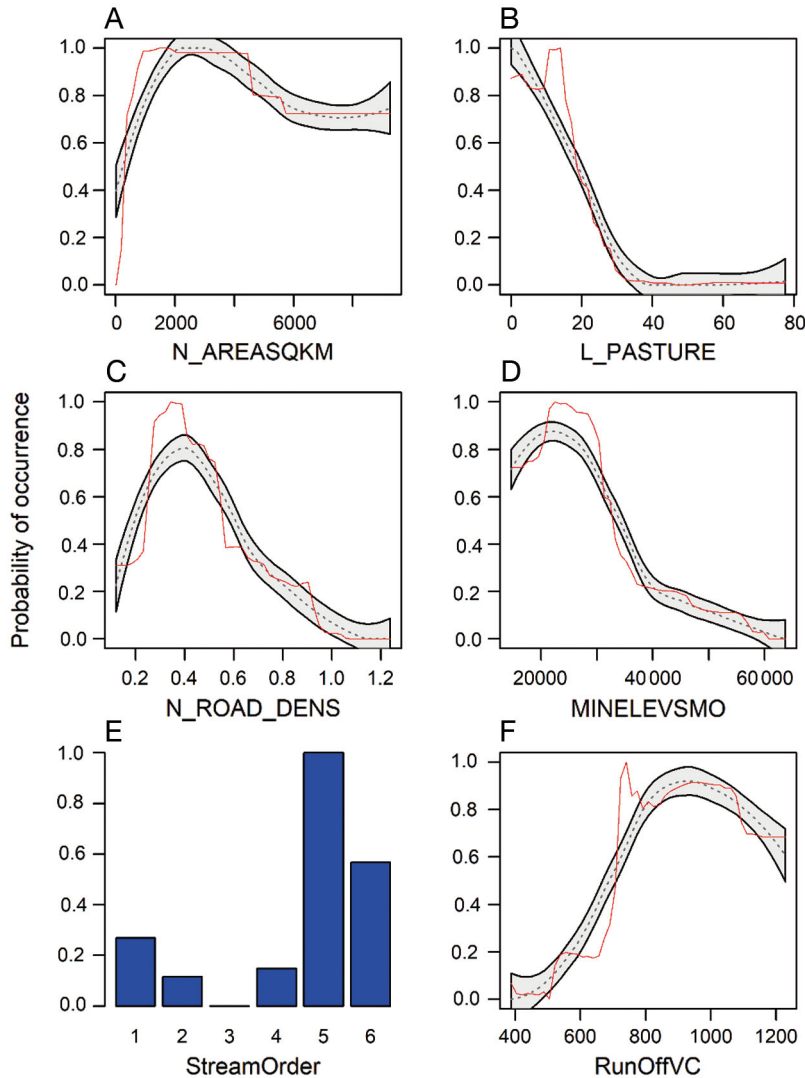 A
B
1.0
0.8
0.6
0.4
0.2
0.0
0 2000 6000
N_AREASQKM
1.0
0.8
0.6
0.4
0.2
0.0
0 20 40 60 80
L_PASTURE
Probability of occurrence
C
D
1.0
0.8
0.6
0.4
0.2
0.0
0.2 0.4 0.6 0.8 1.0 1.2
N_ROAD_DENS
1.0
0.8
0.6
0.4
0.2
0.0
20000 40000 60000
MINELEVSMO
E
F
1.0
0.8
0.6
0.4
0.2
0.0
1 2 3 4 5 6
StreamOrder
1.0
0.8
0.6
0.4
0.2
0.0
400 600 800 1000 1200
RunOffVC